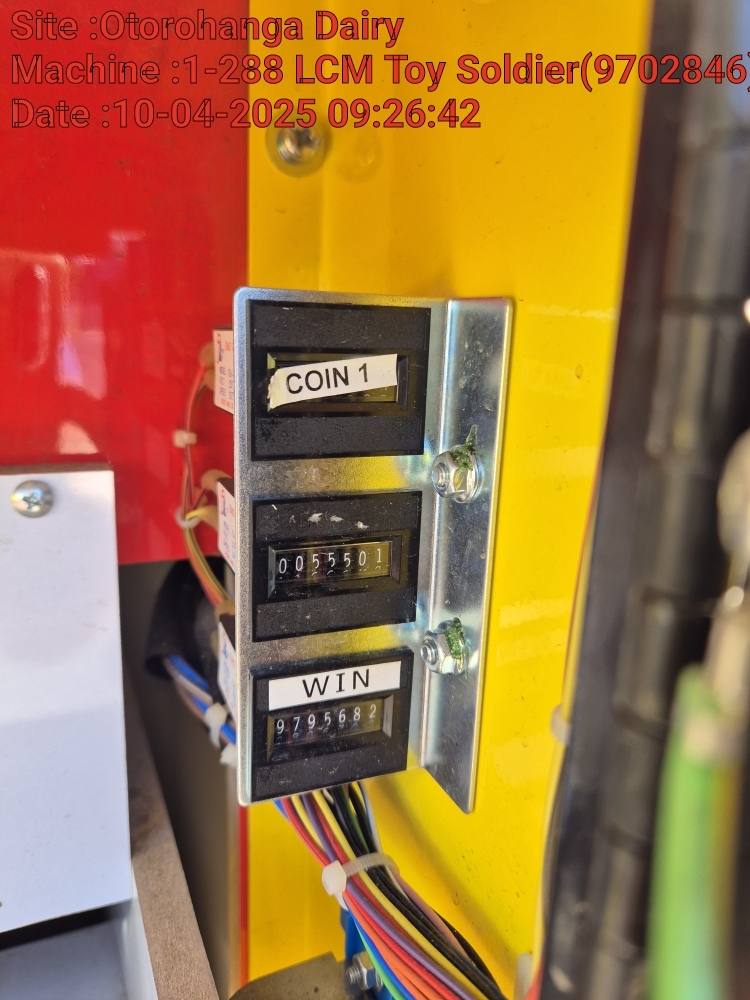 Site :Otorohanga Dairy
Machine :1-288 LCM Toy Soldier(9702846)
Date :10-04-2025 09:26:42
COIN 1
0055501
WIN
9795682